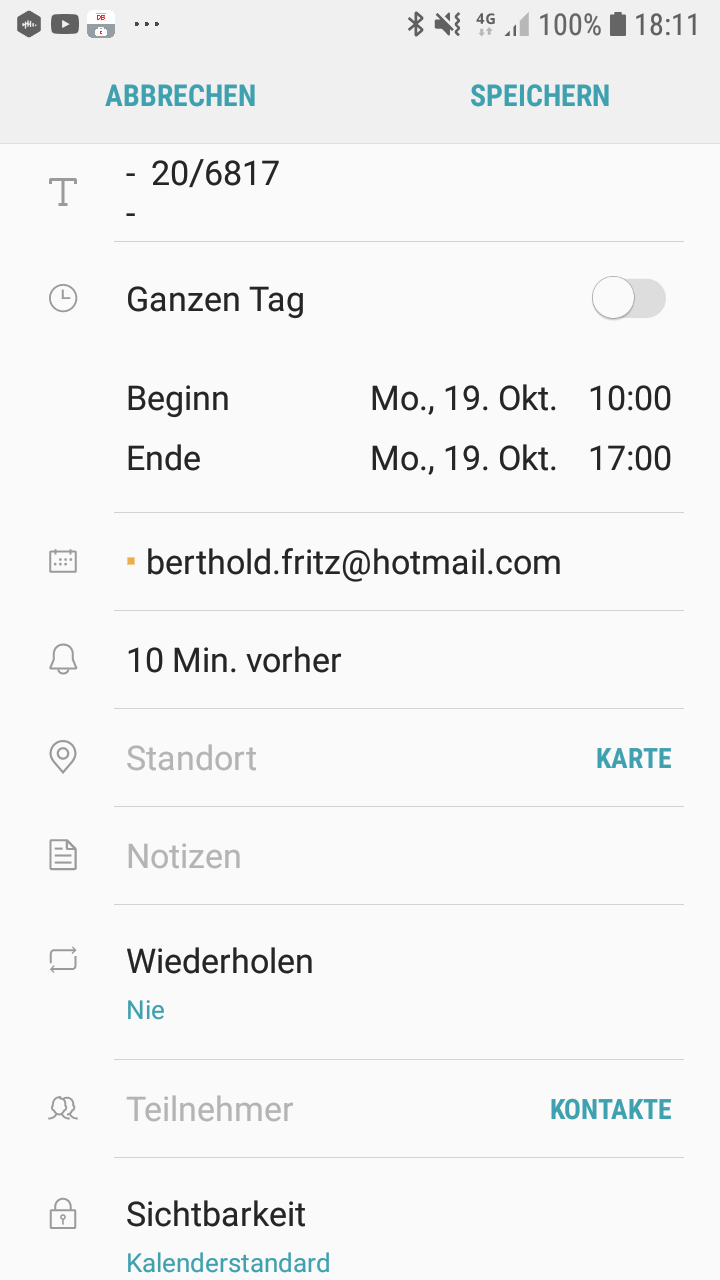 DB
4G
100%
18:11
ABBRECHEN
SPEICHERN
- 20/6817
-
Ganzen Tag
Beginn Mo., 19. Okt. 10:00
Ende Mo., 19. Okt. 17:00
berthold.fritz@hotmail.com
10 Min. vorher
Standort KARTE
Notizen
Wiederholen
Nie
Teilnehmer KONTAKTE
Sichtbarkeit
Kalenderstandard